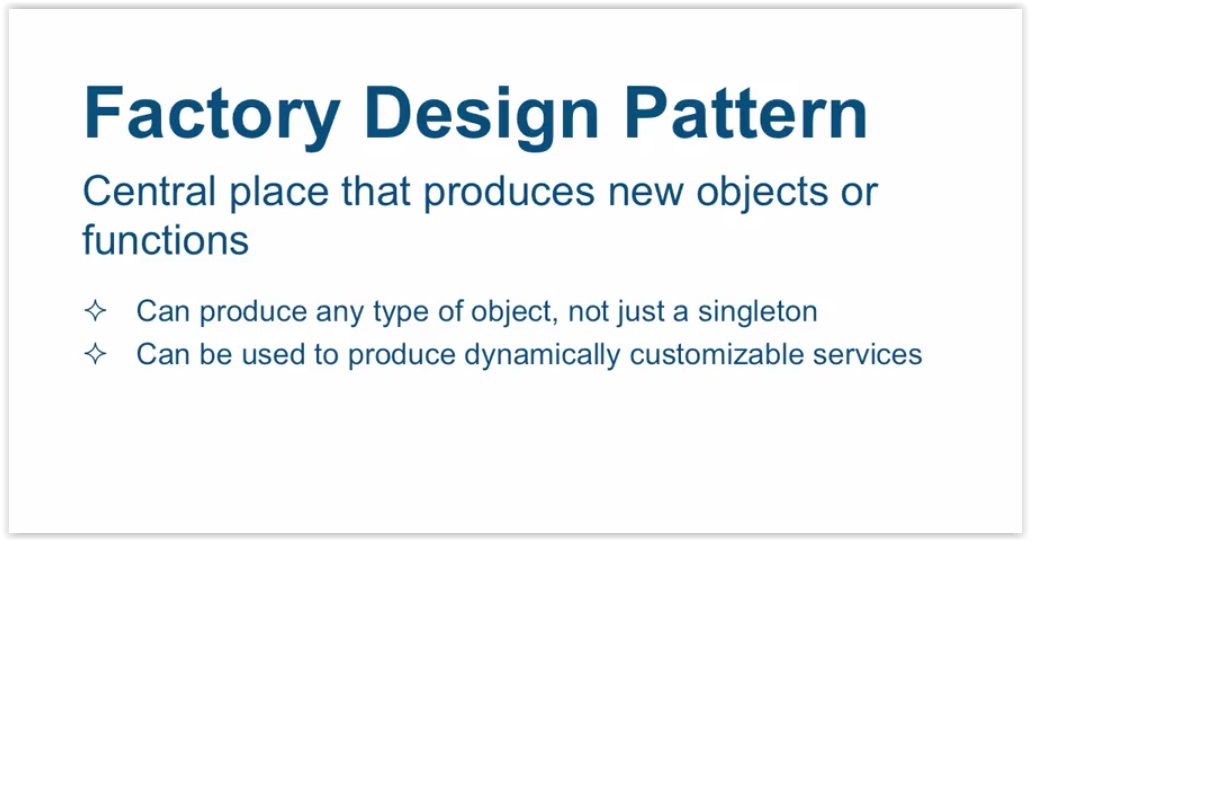 Factory Design Pattern
Central place that produces new objects or
functions
✧ Can produce any type of object, not just a singleton
✧ Can be used to produce dynamically customizable services